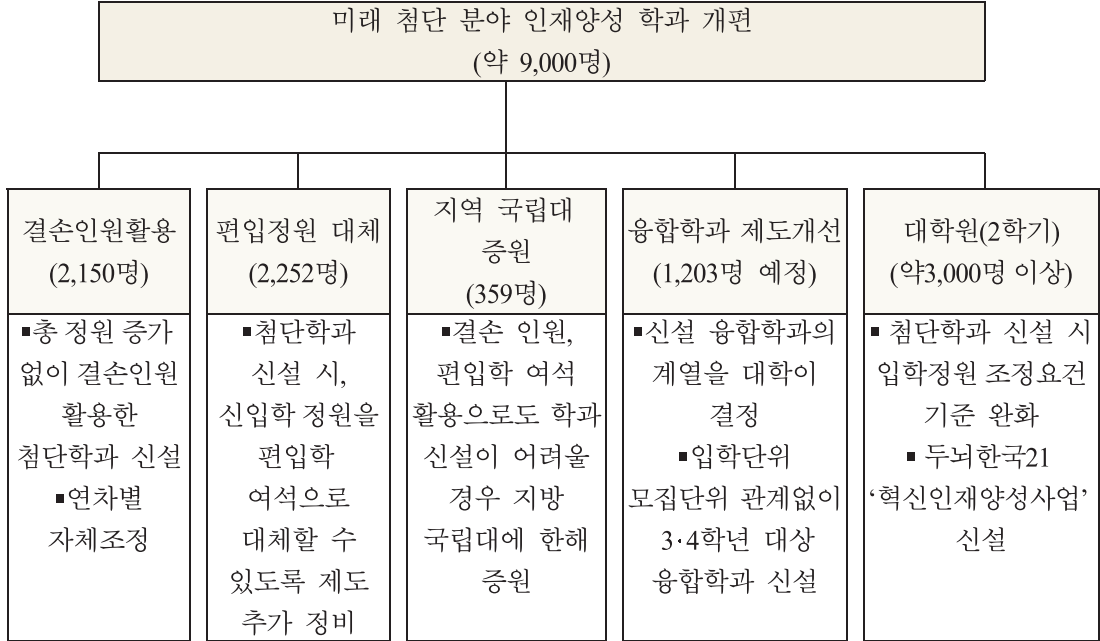 미래 첨단 분야 인재양성 학과 개편
(약 9,000명)
결손인원활용
(2,150명)
▪총 정원 증가
없이 결손인원
활용한
첨단학과 신설
▪연차별
자체조정
편입정원 대체
(2,252명)
▪첨단학과
신설 시,
신입학 정원을
편입학
여석으로
대체할 수
있도록 제도
추가 정비
지역 국립대
증원
(359명)
▪결손 인원,
편입학 여석
활용으로도 학과
신설이 어려울
경우 지방
국립대에 한해
증원
융합학과 제도개선
(1,203명 예정)
▪신설 융합학과의
계열을 대학이
결정
▪입학단위
모집단위 관계없이
3·4학년 대상
융합학과 신설
대학원(2학기)
(약3,000명 이상)
▪ 첨단학과 신설 시
입학정원 조정요건
기준 완화
▪ 두뇌한국21
‘혁신인재양성사업’
신설